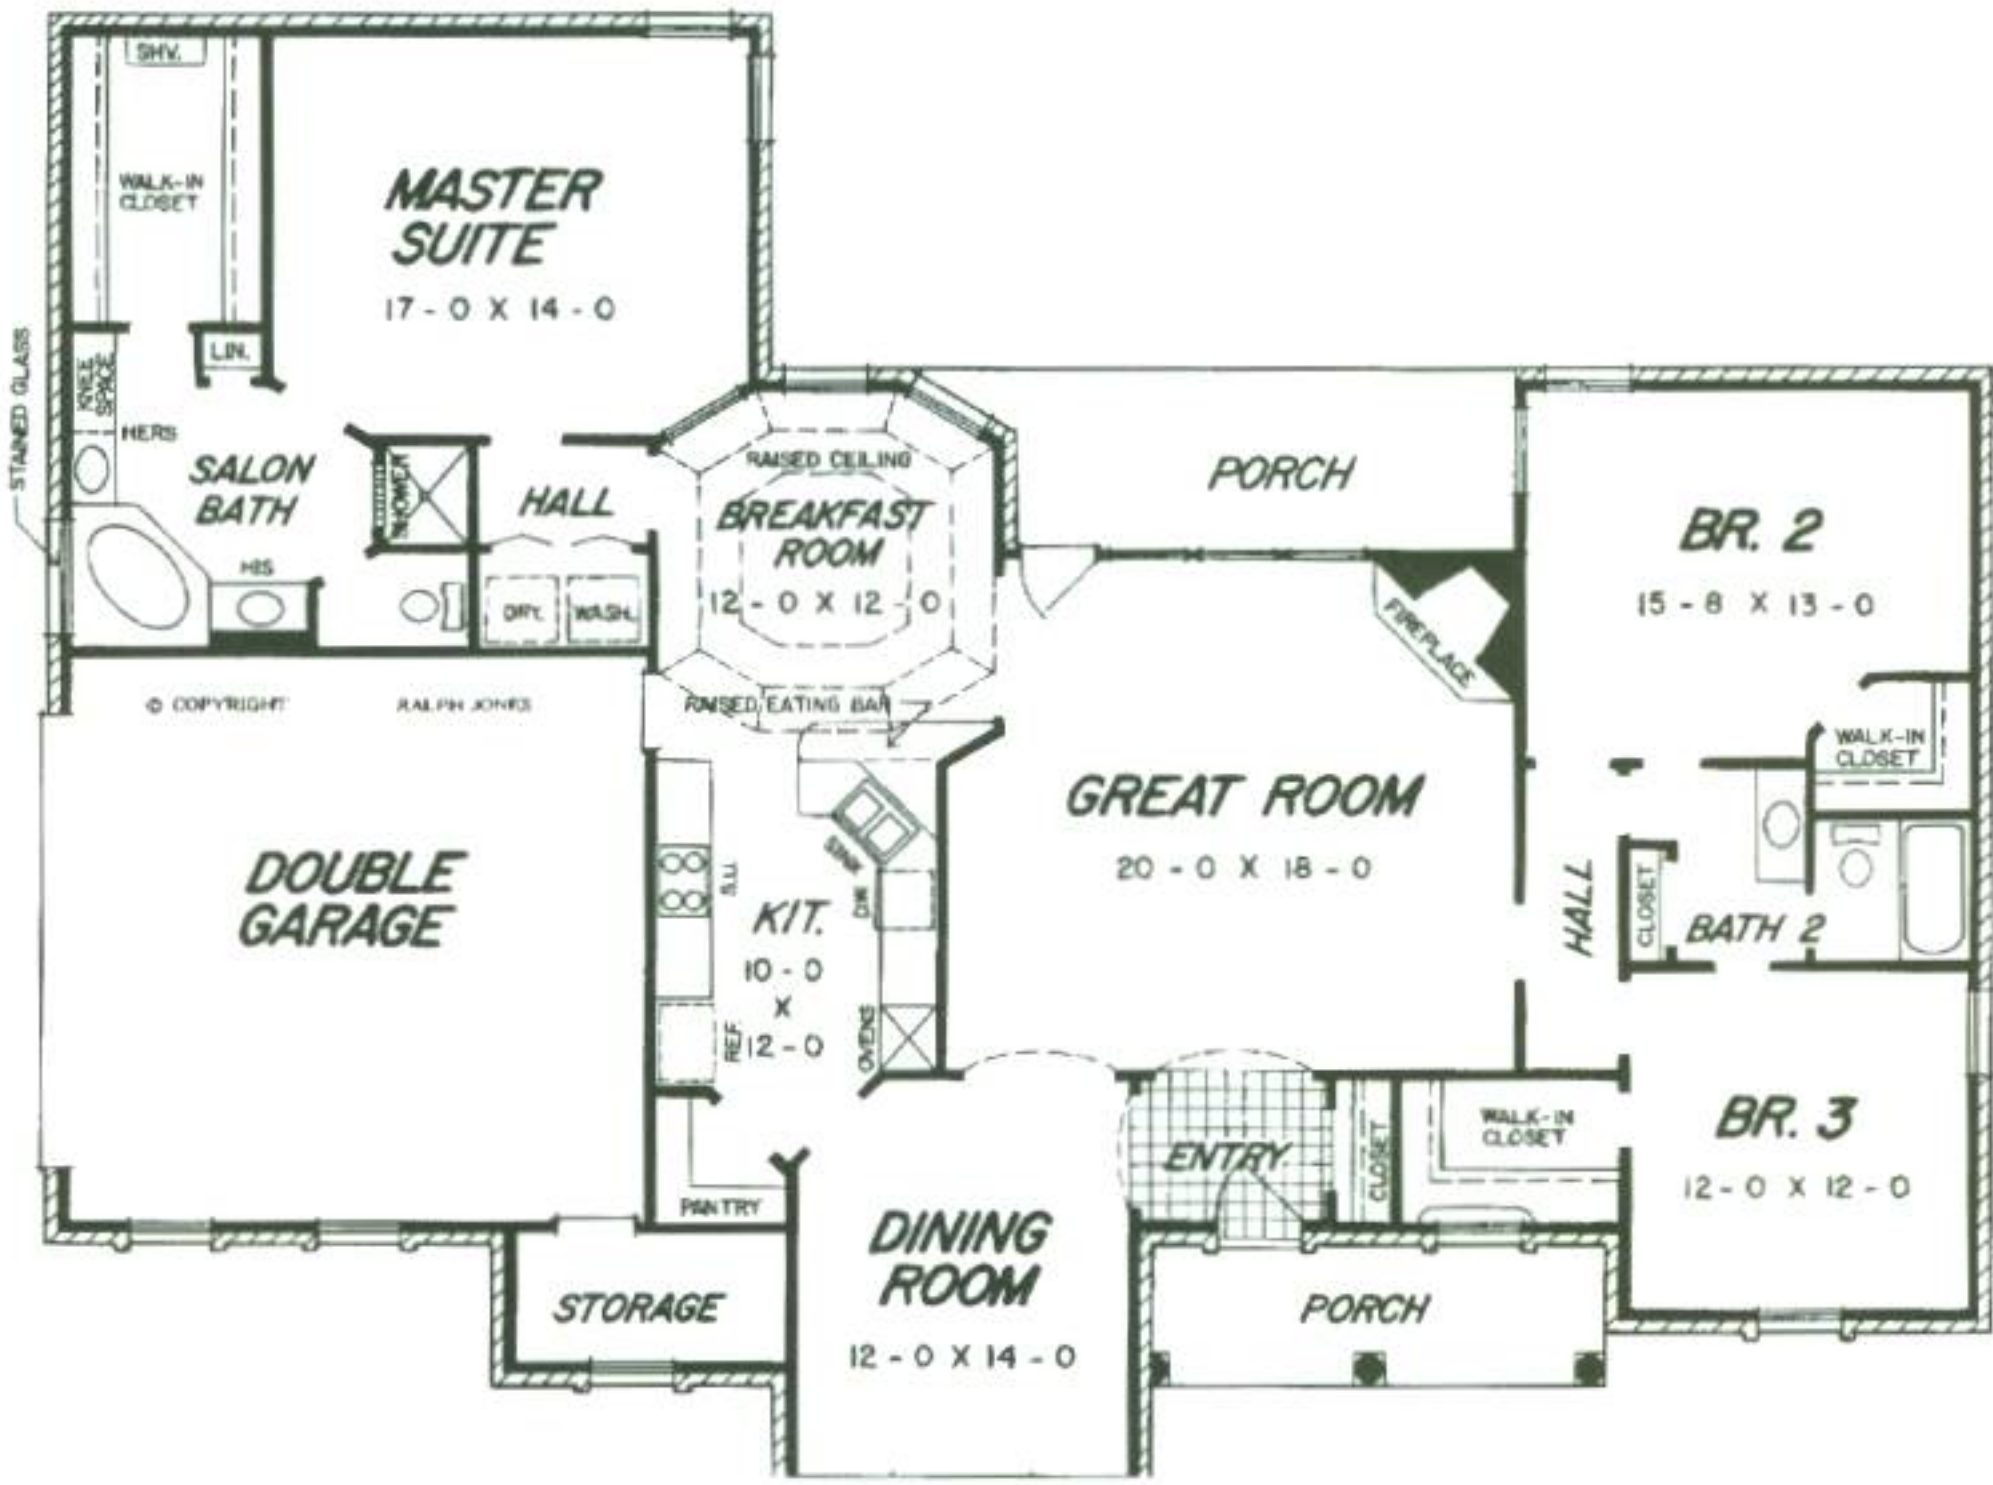 SHV.
WALK-IN
CLOSET
MASTER
SUITE
17-0 X 14-0
STAINED GLASS
KNEE
SPACE
LIN.
HERS
SALON
BATH
SHOWER
HALL
HIS
DRY.
WASH.
RAISED CEILING
BREAKFAST
ROOM
12-0 X 12-0
RAISED EATING BAR
PORCH
FIREPLACE
BR. 2
15-8 X 13-0
WALK-IN
CLOSET
© COPYRIGHT
RALPH JONES
DOUBLE
GARAGE
SINK
S.U.
DW
KIT.
10-0
X
12-0
REF.
OVENS
GREAT ROOM
20-0 X 18-0
HALL
CLOSET
BATH 2
PANTRY
ENTRY
CLOSET
WALK-IN
CLOSET
BR. 3
12-0 X 12-0
STORAGE
DINING
ROOM
12-0 X 14-0
PORCH